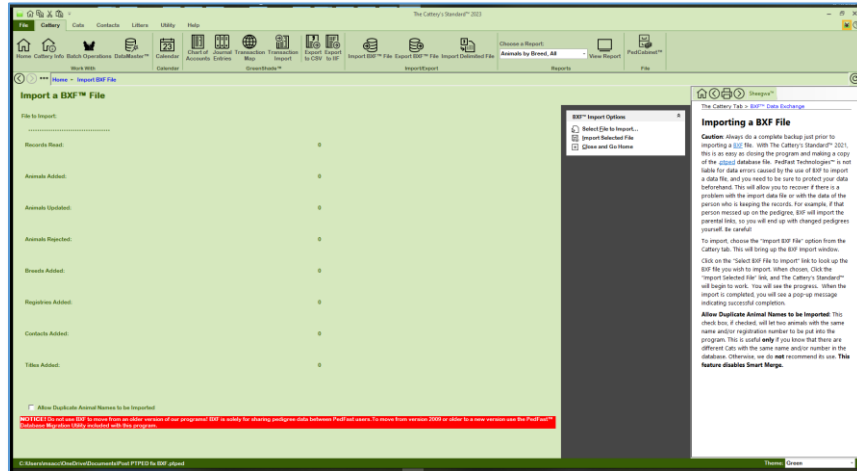 The Cattery's Standard™ 2023
File Cattery Cats Contacts Litters Utility Help
Home Cattery Info Batch Operations DataMaster™ Calendar Chart of Accounts Journal Entries Transaction Map Transaction Import Export to CSV Export to IIF Import BXF™ File Export BXF™ File Import Delimited File Choose a Report: Animals by Breed, All View Report PedCabinet™
Work With Calendar GreenBooks™ Import/Export Reports File
Home - Import BXF File
Import a BXF™ File
File to Import:
Records Read: 0
Animals Added: 0
Animals Updated: 0
Animals Rejected: 0
Breeds Added: 0
Registries Added: 0
Contacts Added: 0
Titles Added: 0
Allow Duplicate Animal Names to be Imported
NOTICE! Do not use BXF to move from an older version of our programs! BXF is solely for sharing pedigree data between PedFast users. To move from version 2009 or older to a new version use the PedFast™
Database Migration Utility included with this program.
BXF™ Import Options
Select File to Import...
Import Selected File
Close and Go Home
The Cattery Tab > BXF™ Data Exchange
Importing a BXF File
Caution: Always do a complete backup just prior to
importing a BXF file. With The Cattery's Standard™ 2021,
this is as easy as closing the program and making a copy
of the .ptped database file. PedFast Technologies™ is not
liable for data errors caused by the use of BXF to import
a data file, and you need to be sure to protect your data
beforehand. This will allow you to recover if there is a
problem with the import data file or with the data of the
person who is keeping the records. For example, if that
person messed up on the pedigree, BXF will import the
parental links, so you will end up with changed pedigrees
yourself. Be careful!
To import, choose the "Import BXF File" option from the
Cattery tab. This will bring up the BXF import window.
Click on the "Select BXF File to Import" link to look up the
BXF file you wish to import. When chosen, Click the
"Import Selected File" link, and The Cattery's Standard™
will begin to work. You will see the progress. When the
import is completed, you will see a pop-up message
indicating successful completion.
Allow Duplicate Animal Names to be Imported: This
check box, if checked, will let two animals with the same
name and/or registration number to be put into the
program. This is useful only if you know that there are
different Cats with the same name and/or number in the
database. Otherwise, we do not recommend its use. This
feature disables Smart Merge.
Theme: Green